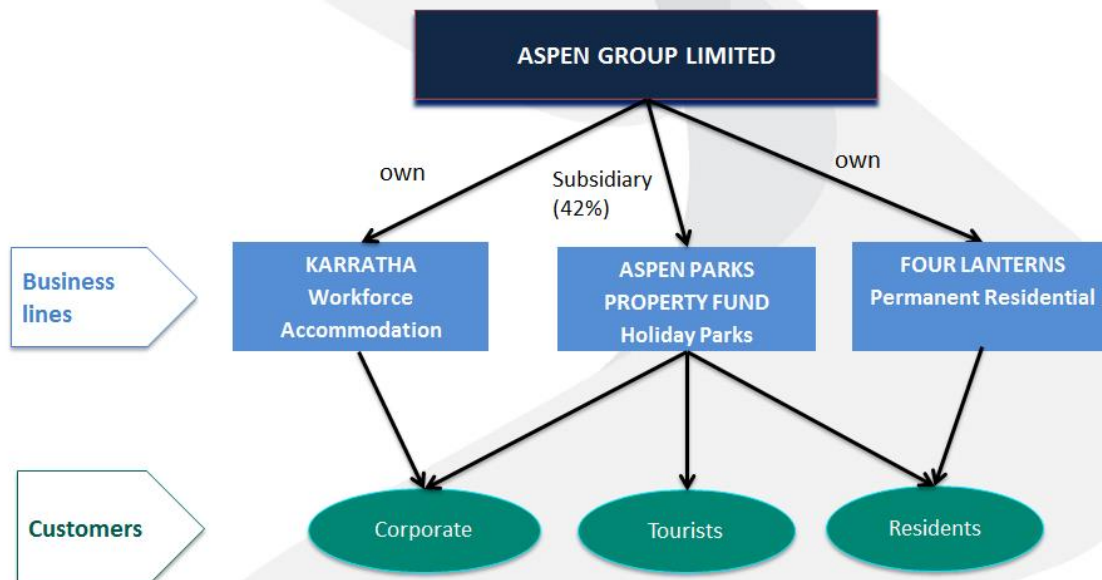 ASPEN GROUP LIMITED
own
Subsidiary
(42%)
own
Business
lines
KARRATHA
Workforce
Accommodation
ASPEN PARKS
PROPERTY FUND
Holiday Parks
FOUR LANTERNS
Permanent Residential
Customers
Corporate
Tourists
Residents